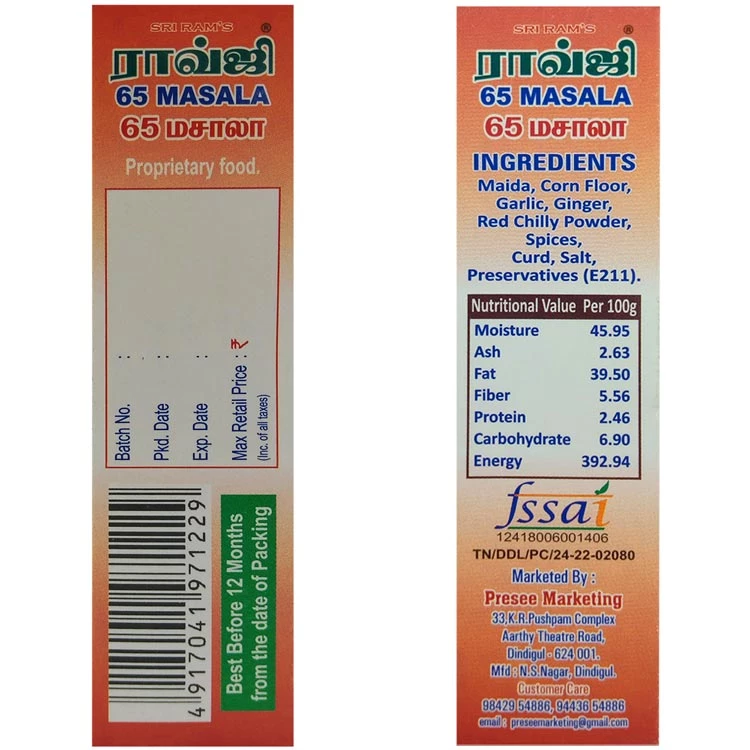 SRI RAM'S
ராவ்ஜி ®
65 MASALA
65 மசாலா
Proprietary food.
Batch No. :
Pkd. Date :
Exp. Date :
Max Retail Price : ₹
(Inc. of all taxes)
4 917041 971229
Best Before 12 Months
from the date of Packing
SRI RAM'S
ராவ்ஜி ®
65 MASALA
65 மசாலா
INGREDIENTS
Maida, Corn Floor,
Garlic, Ginger,
Red Chilly Powder,
Spices,
Curd, Salt,
Preservatives (E211).
Nutritional Value Per 100g
Moisture 45.95
Ash 2.63
Fat 39.50
Fiber 5.56
Protein 2.46
Carbohydrate 6.90
Energy 392.94
fssai
12418006001406
TN/DDL/PC/24-22-02080
Marketed By :
Presee Marketing
33,K.R.Pushpam Complex
Aarthy Theatre Road,
Dindigul - 624 001.
Mfd : N.S.Nagar, Dindigul.
Customer Care
98429 54886, 94436 54886
email : preseemarketing@gmail.com